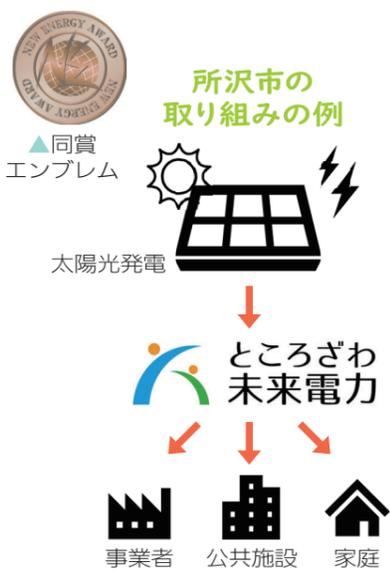 NEW ENERGY AWARD
NEW ENERGY AWARD
▲同賞
エンブレム
所沢市の
取り組みの例
太陽光発電
ところざわ
未来電力
事業者
公共施設
家庭